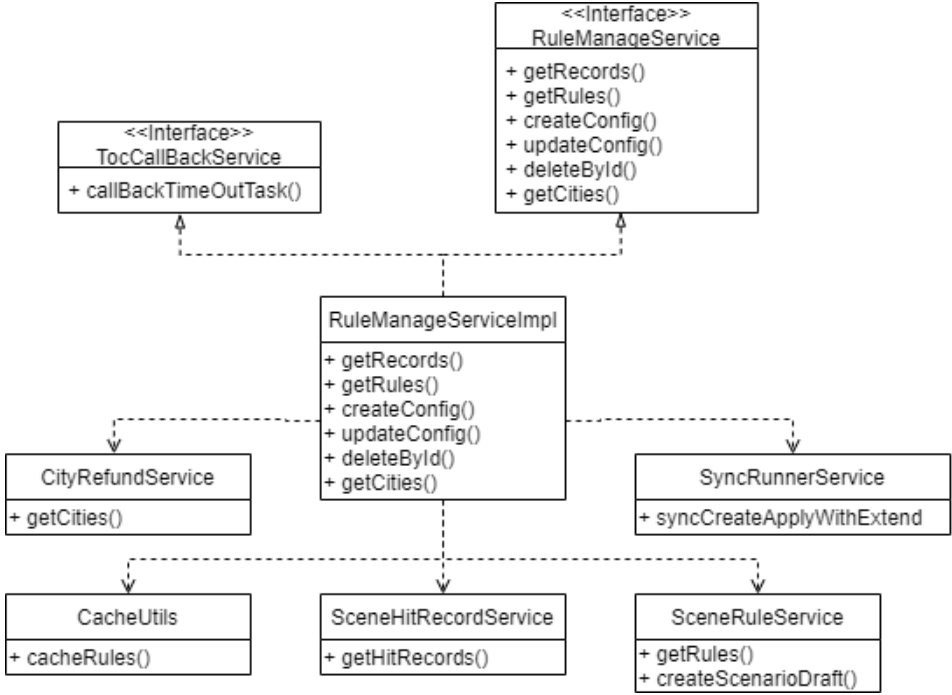 <<Interface>>
RuleManageService
+ getRecords()
+ getRules()
+ createConfig()
+ updateConfig()
+ deleteById()
+ getCities()
<<Interface>>
TocCallBackService
+ callBackTimeOutTask()
RuleManageServiceImpl
+ getRecords()
+ getRules()
+ createConfig()
+ updateConfig()
+ deleteById()
+ getCities()
CityRefundService
+ getCities()
SyncRunnerService
+ syncCreateApplyWithExtend
CacheUtils
+ cacheRules()
SceneHitRecordService
+ getHitRecords()
SceneRuleService
+ getRules()
+ createScenarioDraft()